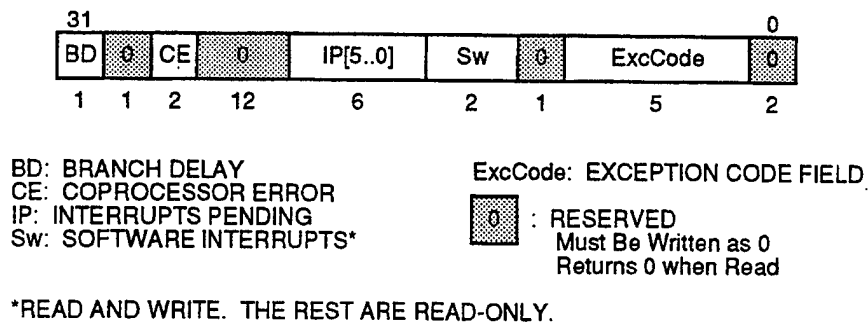 31 0
BD 0 CE 0 IP[5..0] Sw 0 ExcCode 0
1 1 2 12 6 2 1 5 2
BD: BRANCH DELAY
CE: COPROCESSOR ERROR
IP: INTERRUPTS PENDING
Sw: SOFTWARE INTERRUPTS*
ExcCode: EXCEPTION CODE FIELD
0 : RESERVED
Must Be Written as 0
Returns 0 when Read
*READ AND WRITE. THE REST ARE READ-ONLY.